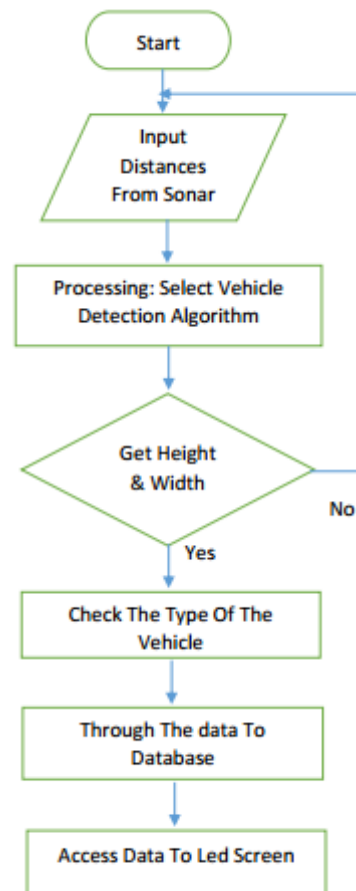 Start
Input
Distances
From Sonar
Processing: Select Vehicle
Detection Algorithm
Get Height
& Width
No
Yes
Check The Type Of The
Vehicle
Through The data To
Database
Access Data To Led Screen